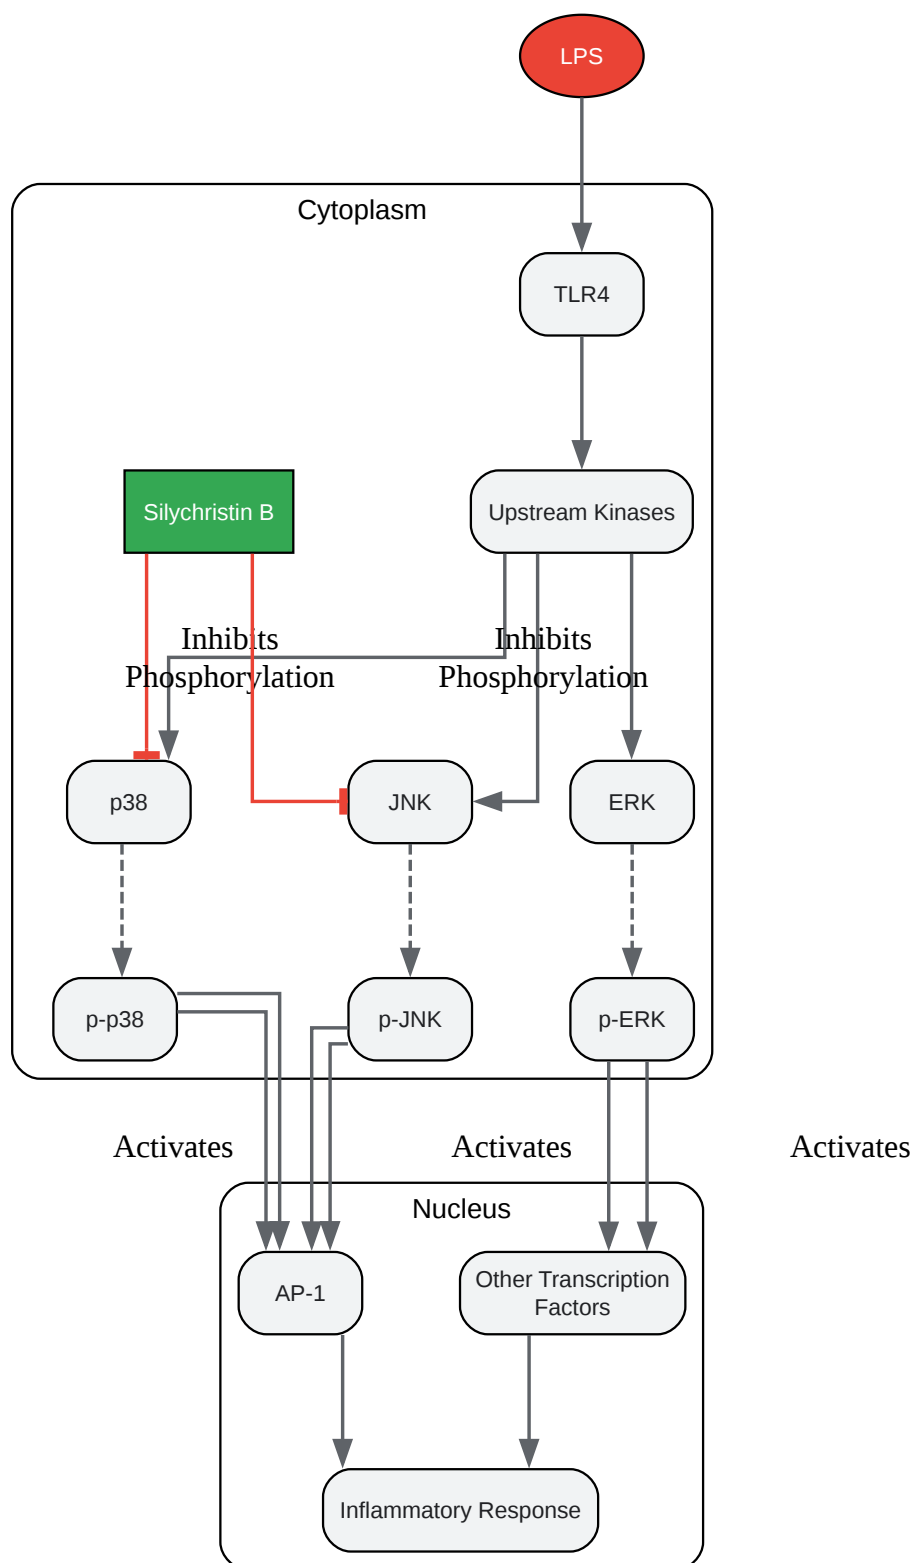 LPS
Cytoplasm
TLR4
Silychristin B
Upstream Kinases
Inhibits
Phosphorylation
Inhibits
Phosphorylation
p38
JNK
ERK
p-p38
p-JNK
p-ERK
Activates
Activates
Activates
Nucleus
AP-1
Other Transcription
Factors
Inflammatory Response